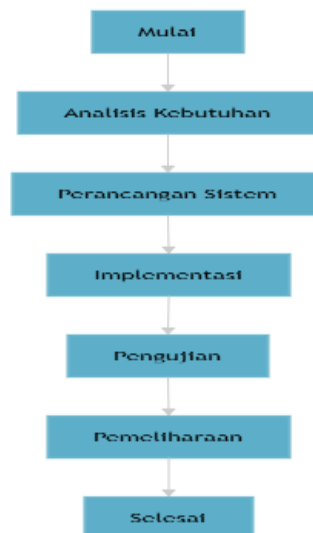 Mulai
Analisis Kebutuhan
Perancangan Sistem
Implementasi
Pengujian
Pemeliharaan
Selesai